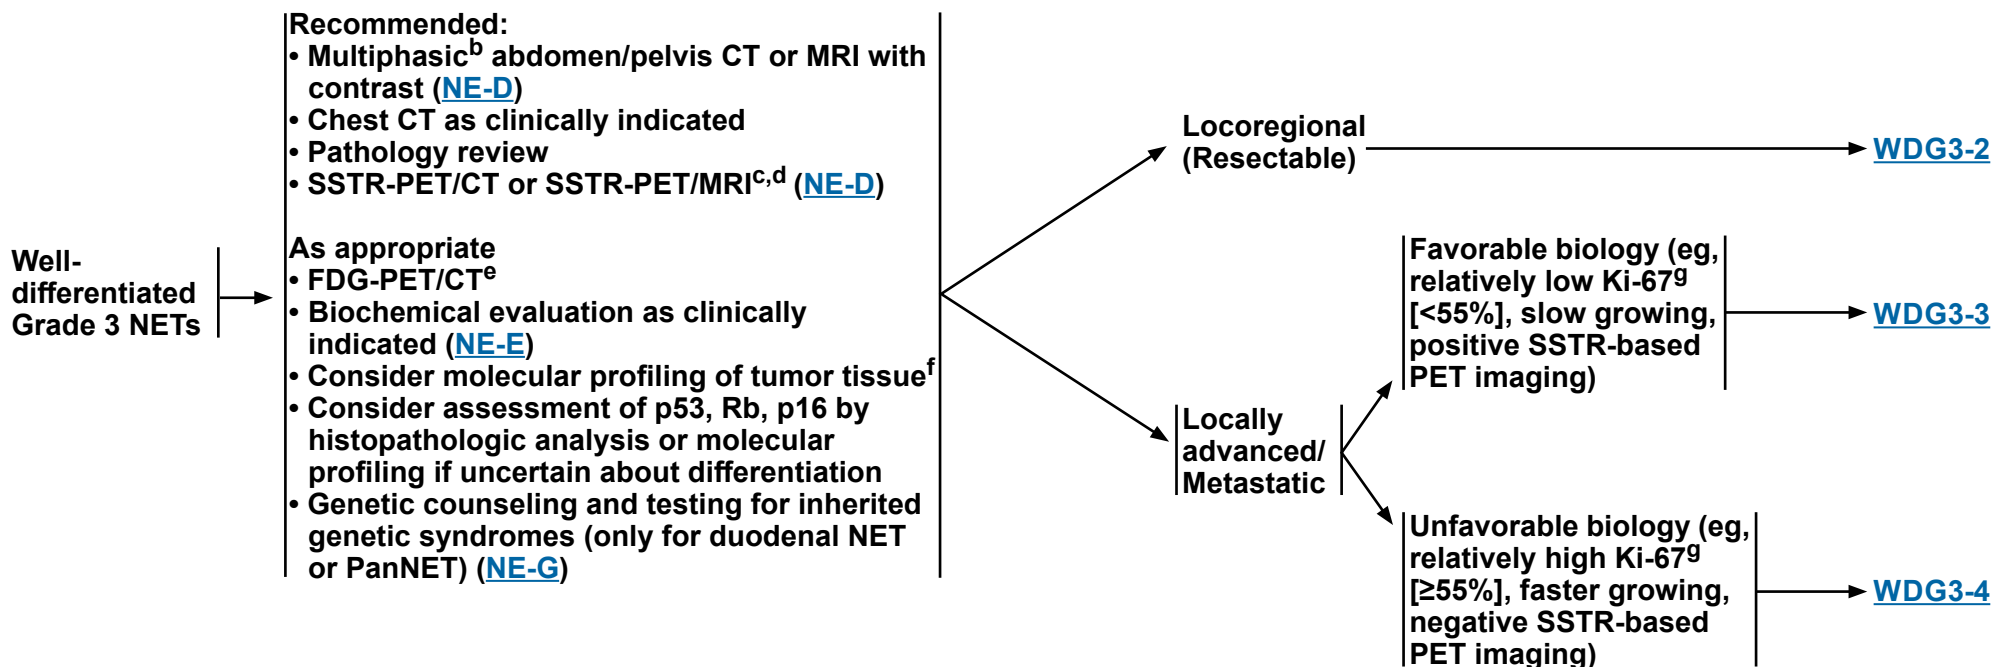 Well-
differentiated
Grade 3 NETs
Recommended:
• Multiphasicb abdomen/pelvis CT or MRI with
contrast (NE-D)
• Chest CT as clinically indicated
• Pathology review
• SSTR-PET/CT or SSTR-PET/MRIc,d (NE-D)
As appropriate
• FDG-PET/CTe
• Biochemical evaluation as clinically
indicated (NE-E)
• Consider molecular profiling of tumor tissuef
• Consider assessment of p53, Rb, p16 by
histopathologic analysis or molecular
profiling if uncertain about differentiation
• Genetic counseling and testing for inherited
genetic syndromes (only for duodenal NET
or PanNET) (NE-G)
Locoregional
(Resectable)
WDG3-2
Locally
advanced/
Metastatic
Favorable biology (eg,
relatively low Ki-67g
[<55%], slow growing,
positive SSTR-based
PET imaging)
WDG3-3
Unfavorable biology (eg,
relatively high Ki-67g
[≥55%], faster growing,
negative SSTR-based
PET imaging)
WDG3-4